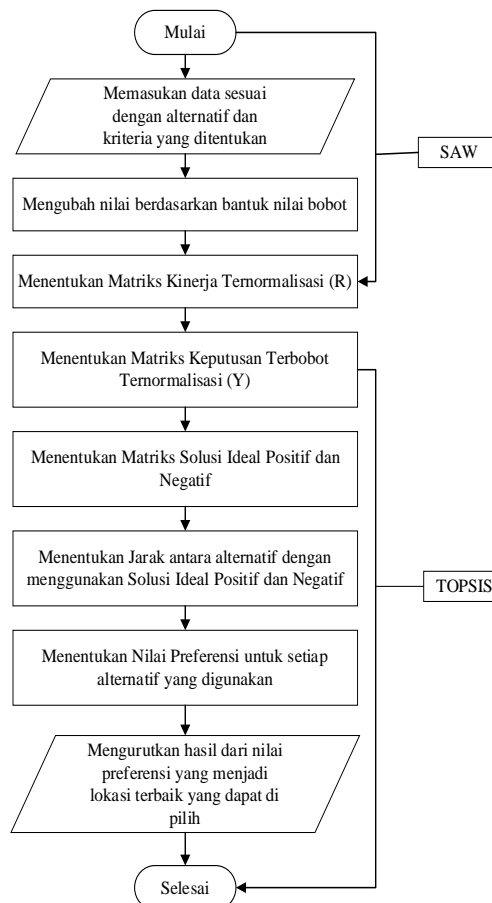 Mulai
Memasukan data sesuai
dengan alternatif dan
kriteria yang ditentukan
SAW
Mengubah nilai berdasarkan bantuk nilai bobot
Menentukan Matriks Kinerja Ternormalisasi (R)
Menentukan Matriks Keputusan Terbobot
Ternormalisasi (Y)
Menentukan Matriks Solusi Ideal Positif dan
Negatif
Menentukan Jarak antara alternatif dengan
menggunakan Solusi Ideal Positif dan Negatif
TOPSIS
Menentukan Nilai Preferensi untuk setiap
alternatif yang digunakan
Mengurutkan hasil dari nilai
preferensi yang menjadi
lokasi terbaik yang dapat di
pilih
Selesai